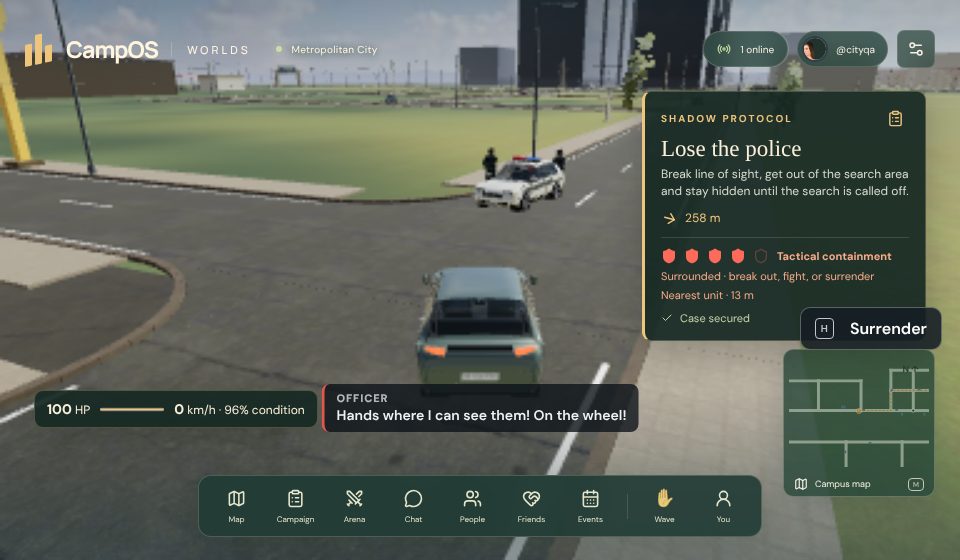 CampOS
WORLDS
Metropolitan City
1 online
@cityqa
SHADOW PROTOCOL
Lose the police
Break line of sight, get out of the search area
and stay hidden until the search is called off.
258 m
Tactical containment
Surrounded · break out, fight, or surrender
Nearest unit · 13 m
Case secured
H Surrender
100 HP 0 km/h · 96% condition
OFFICER
Hands where I can see them! On the wheel!
Campus map M
Map Campaign Arena Chat People Friends Events Wave You